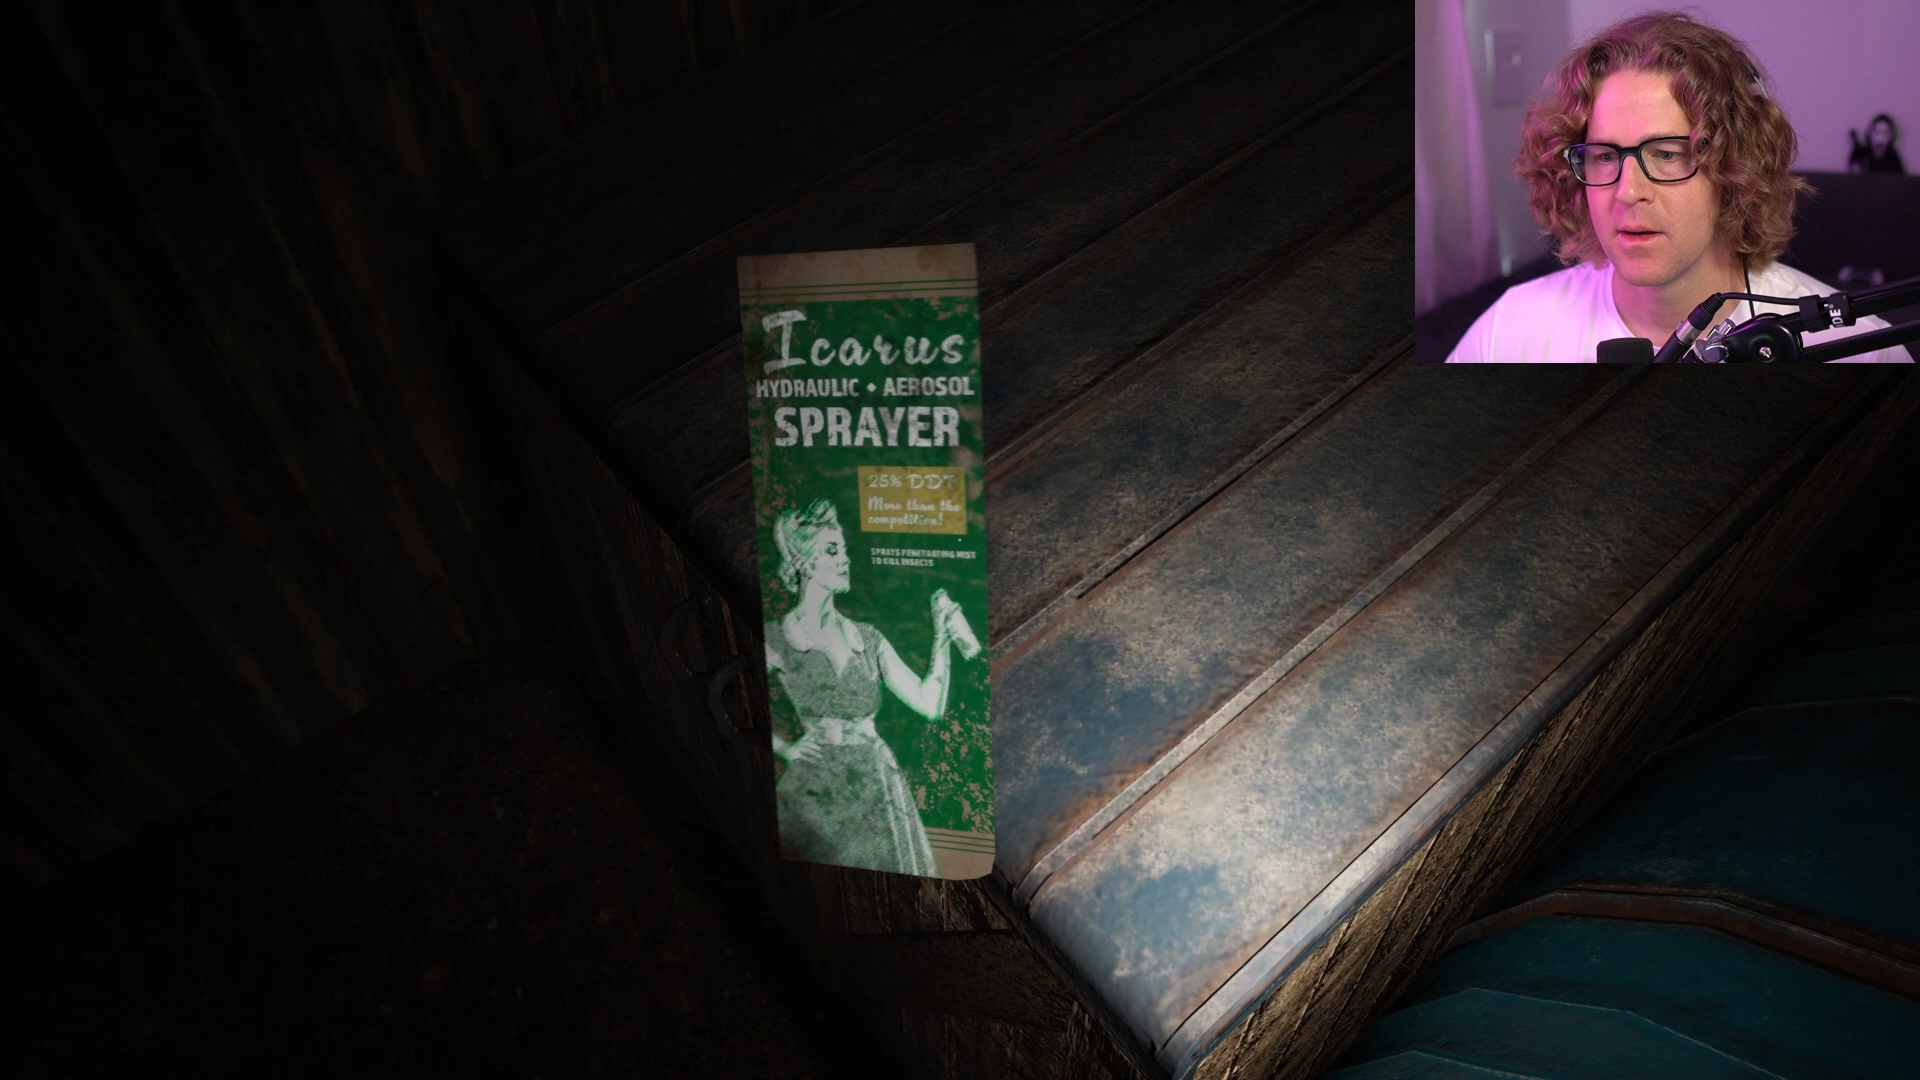 Icarus
HYDRAULIC • AEROSOL
SPRAYER
25% DDT
More than the
competition!
SPRAYS PENETRATING MIST
TO KILL INSECTS